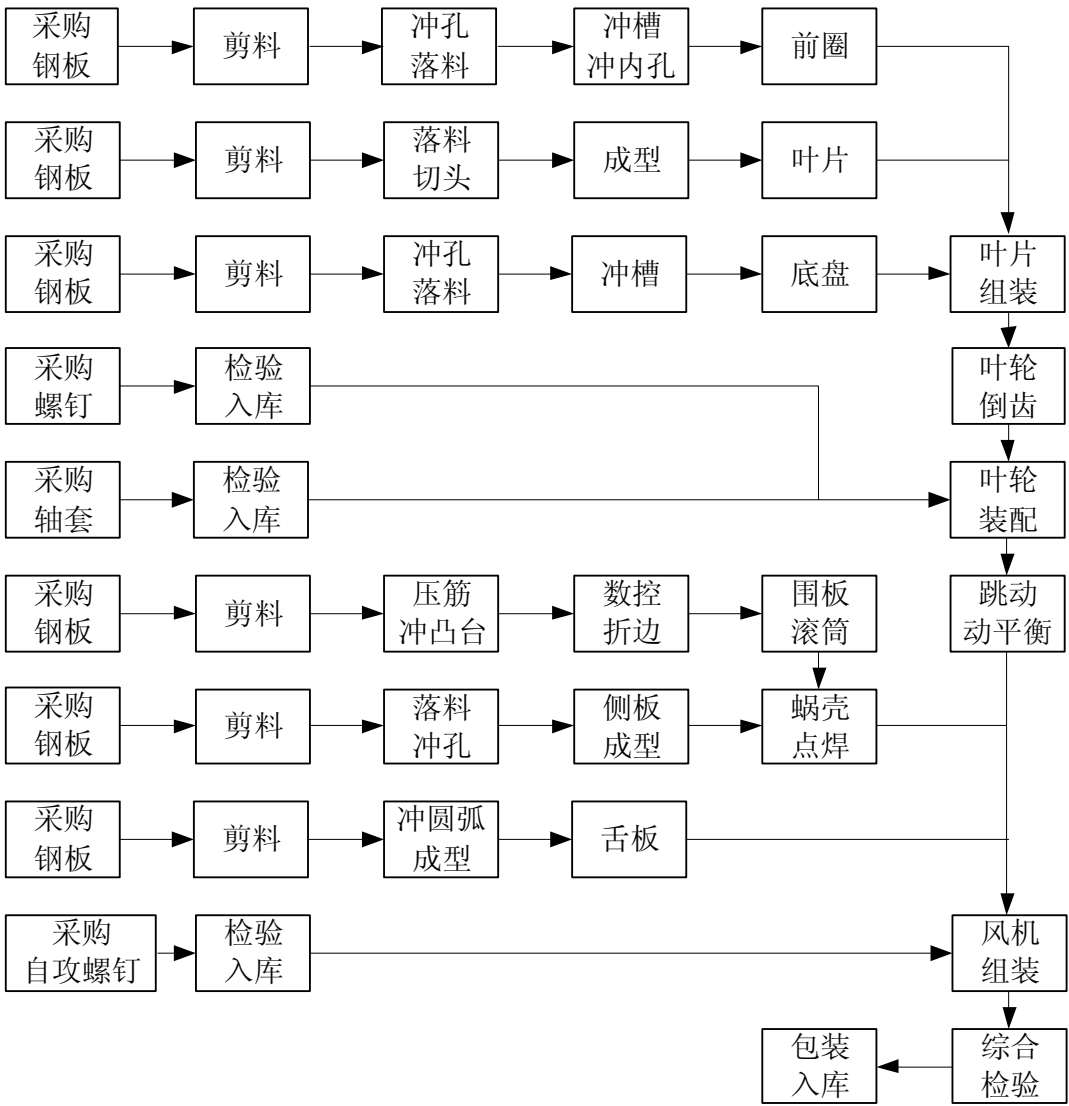 采购
钢板
剪料
冲孔
落料
冲槽
冲内孔
前圈
采购
钢板
剪料
落料
切头
成型
叶片
采购
钢板
剪料
冲孔
落料
冲槽
底盘
叶片
组装
采购
螺钉
检验
入库
叶轮
倒齿
采购
轴套
检验
入库
叶轮
装配
采购
钢板
剪料
压筋
冲凸台
数控
折边
围板
滚筒
跳动
动平衡
采购
钢板
剪料
落料
冲孔
侧板
成型
蜗壳
点焊
采购
钢板
剪料
冲圆弧
成型
舌板
采购
自攻螺钉
检验
入库
风机
组装
包装
入库
综合
检验